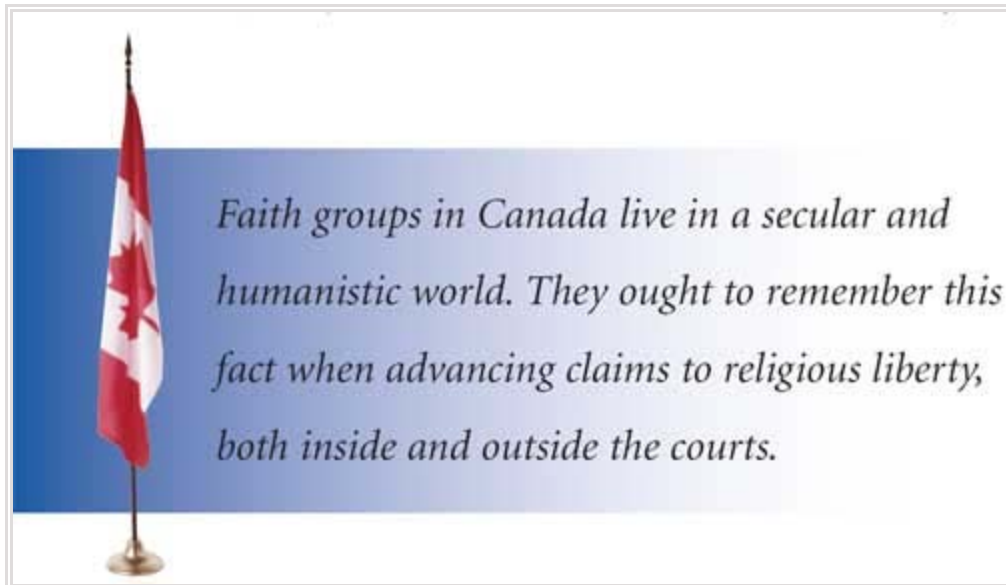 Faith groups in Canada live in a secular and
humanistic world. They ought to remember this
fact when advancing claims to religious liberty,
both inside and outside the courts.